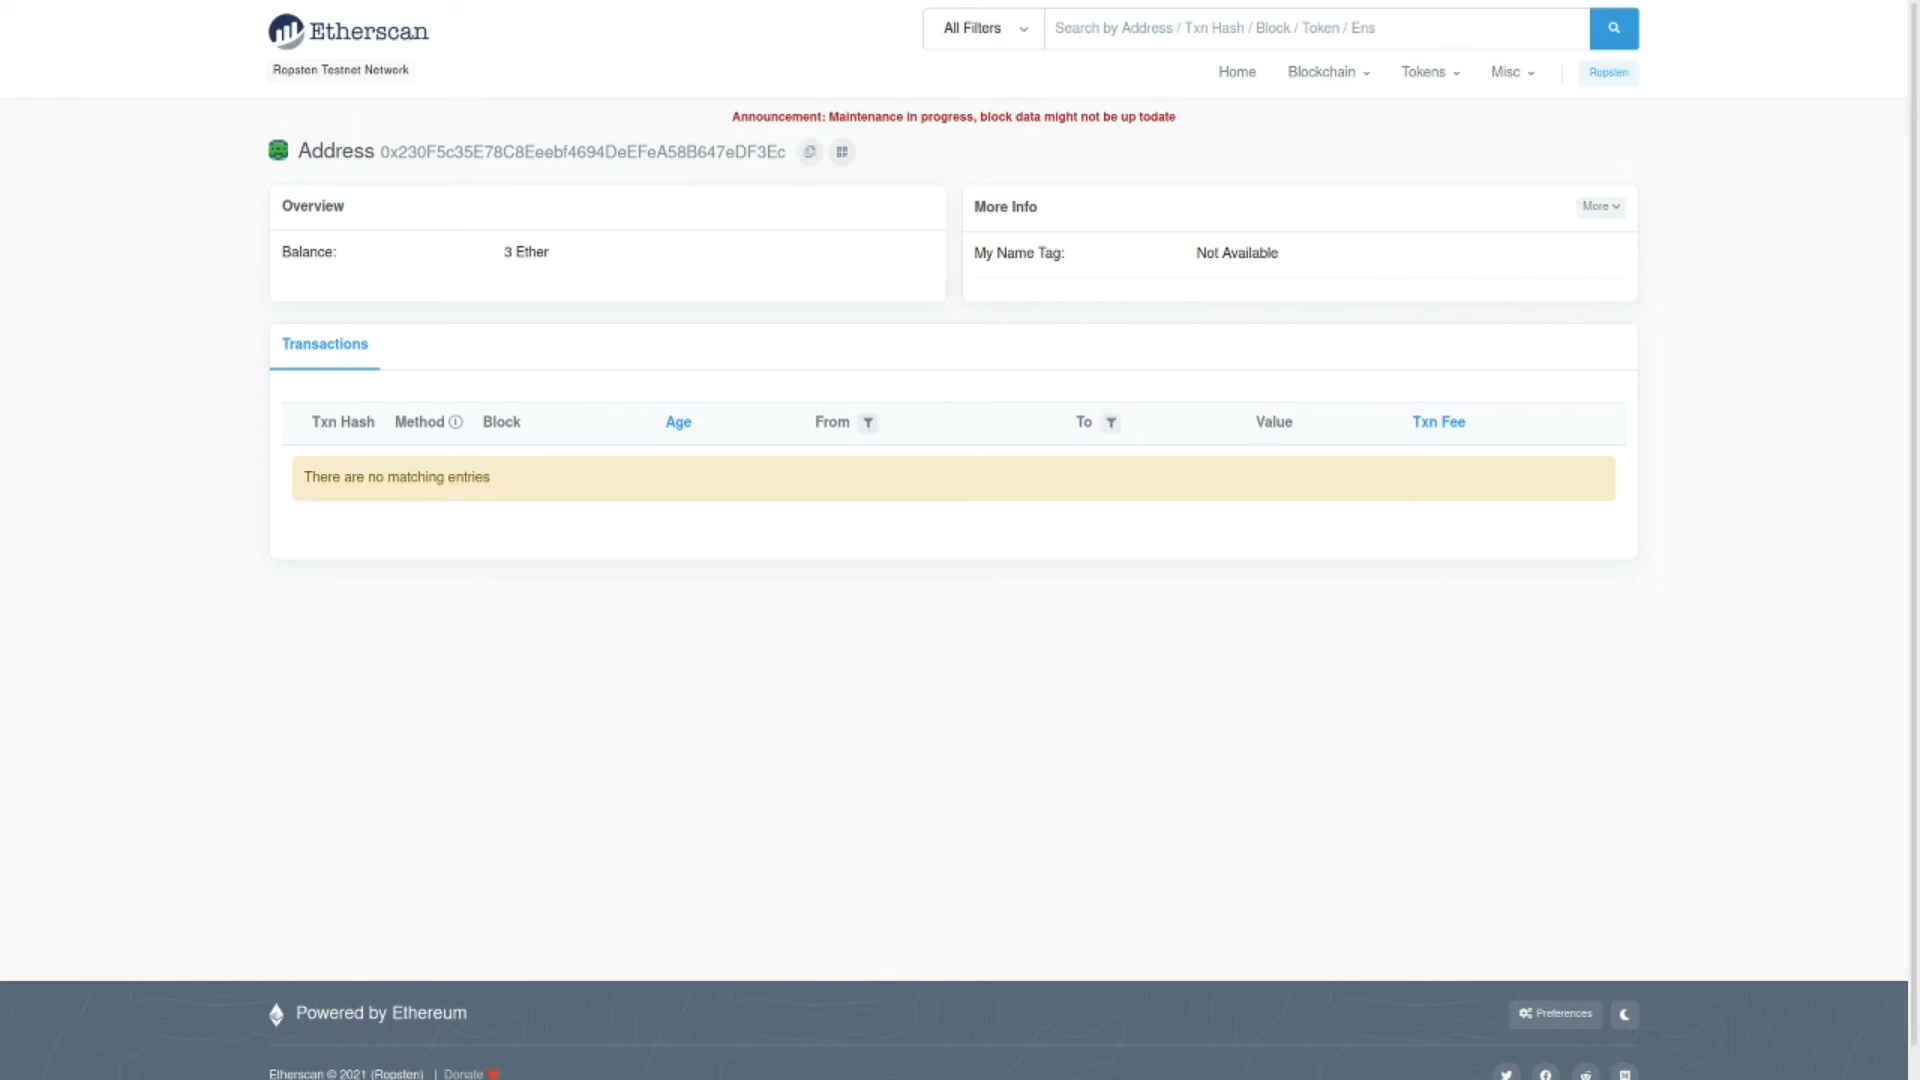 Etherscan
All Filters
Search by Address / Txn Hash / Block / Token / Ens
Ropsten Testnet Network
Home Blockchain Tokens Misc Ropsten
Announcement: Maintenance in progress, block data might not be up todate
Address 0x230F5c35E78C8Eeebf4694DeEFeA58B647eDF3Ec
Overview
Balance: 3 Ether
More Info More
My Name Tag: Not Available
Transactions
Txn Hash Method Block Age From To Value Txn Fee
There are no matching entries
Powered by Ethereum
Preferences
Etherscan © 2021 (Ropsten) | Donate